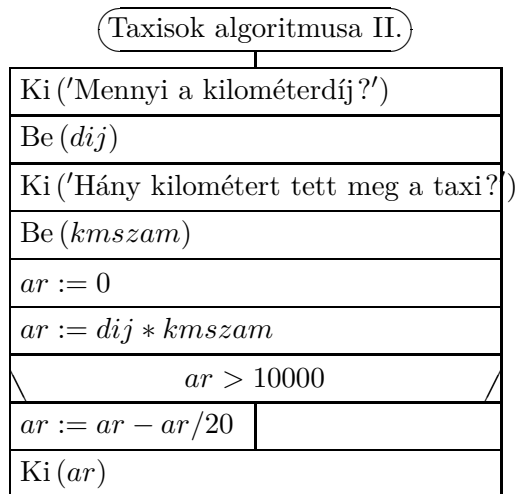 Taxisok algoritmusa II.
Ki ('Mennyi a kilométerdíj?')
Be (dij)
Ki ('Hány kilométert tett meg a taxi?')
Be (kmszam)
ar := 0
ar := dij * kmszam
ar > 10000
ar := ar − ar/20
Ki (ar)